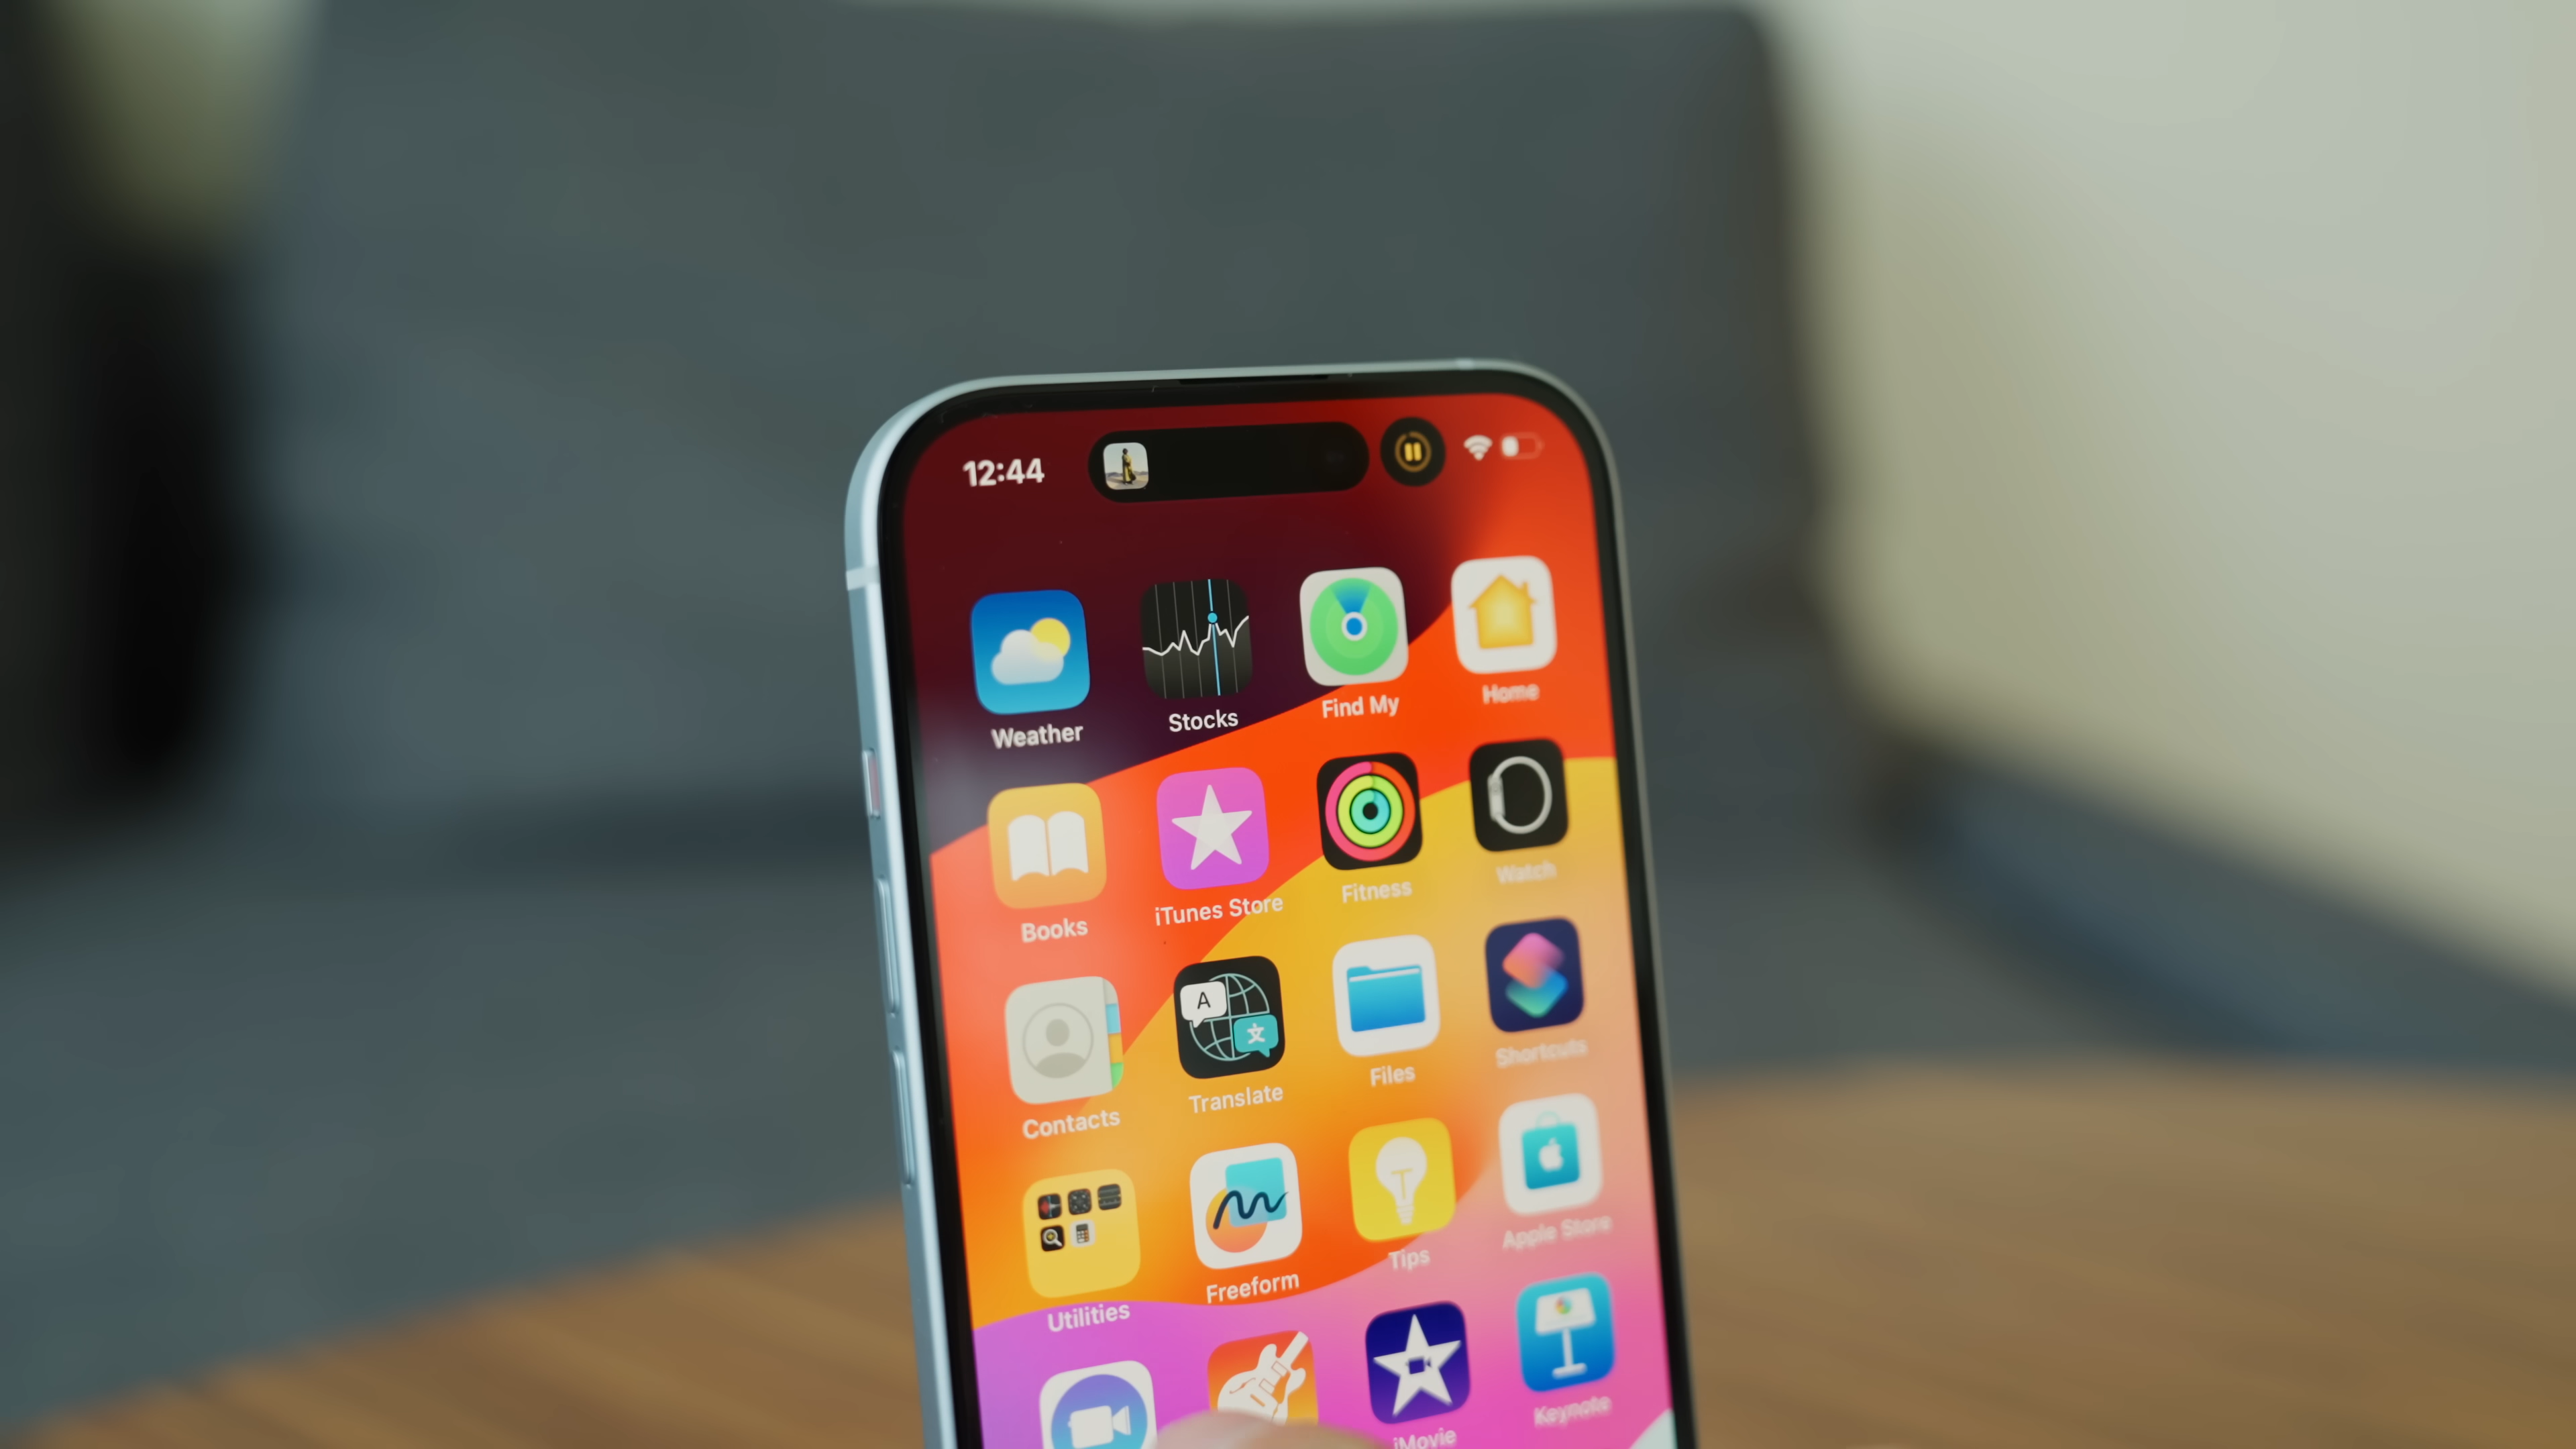 12:44
Weather
Stocks
Find My
Home
Books
iTunes Store
Fitness
Watch
Contacts
A
文
Translate
Files
Shortcuts
Utilities
Freeform
Tips
Apple Store
iMovie
Keynote